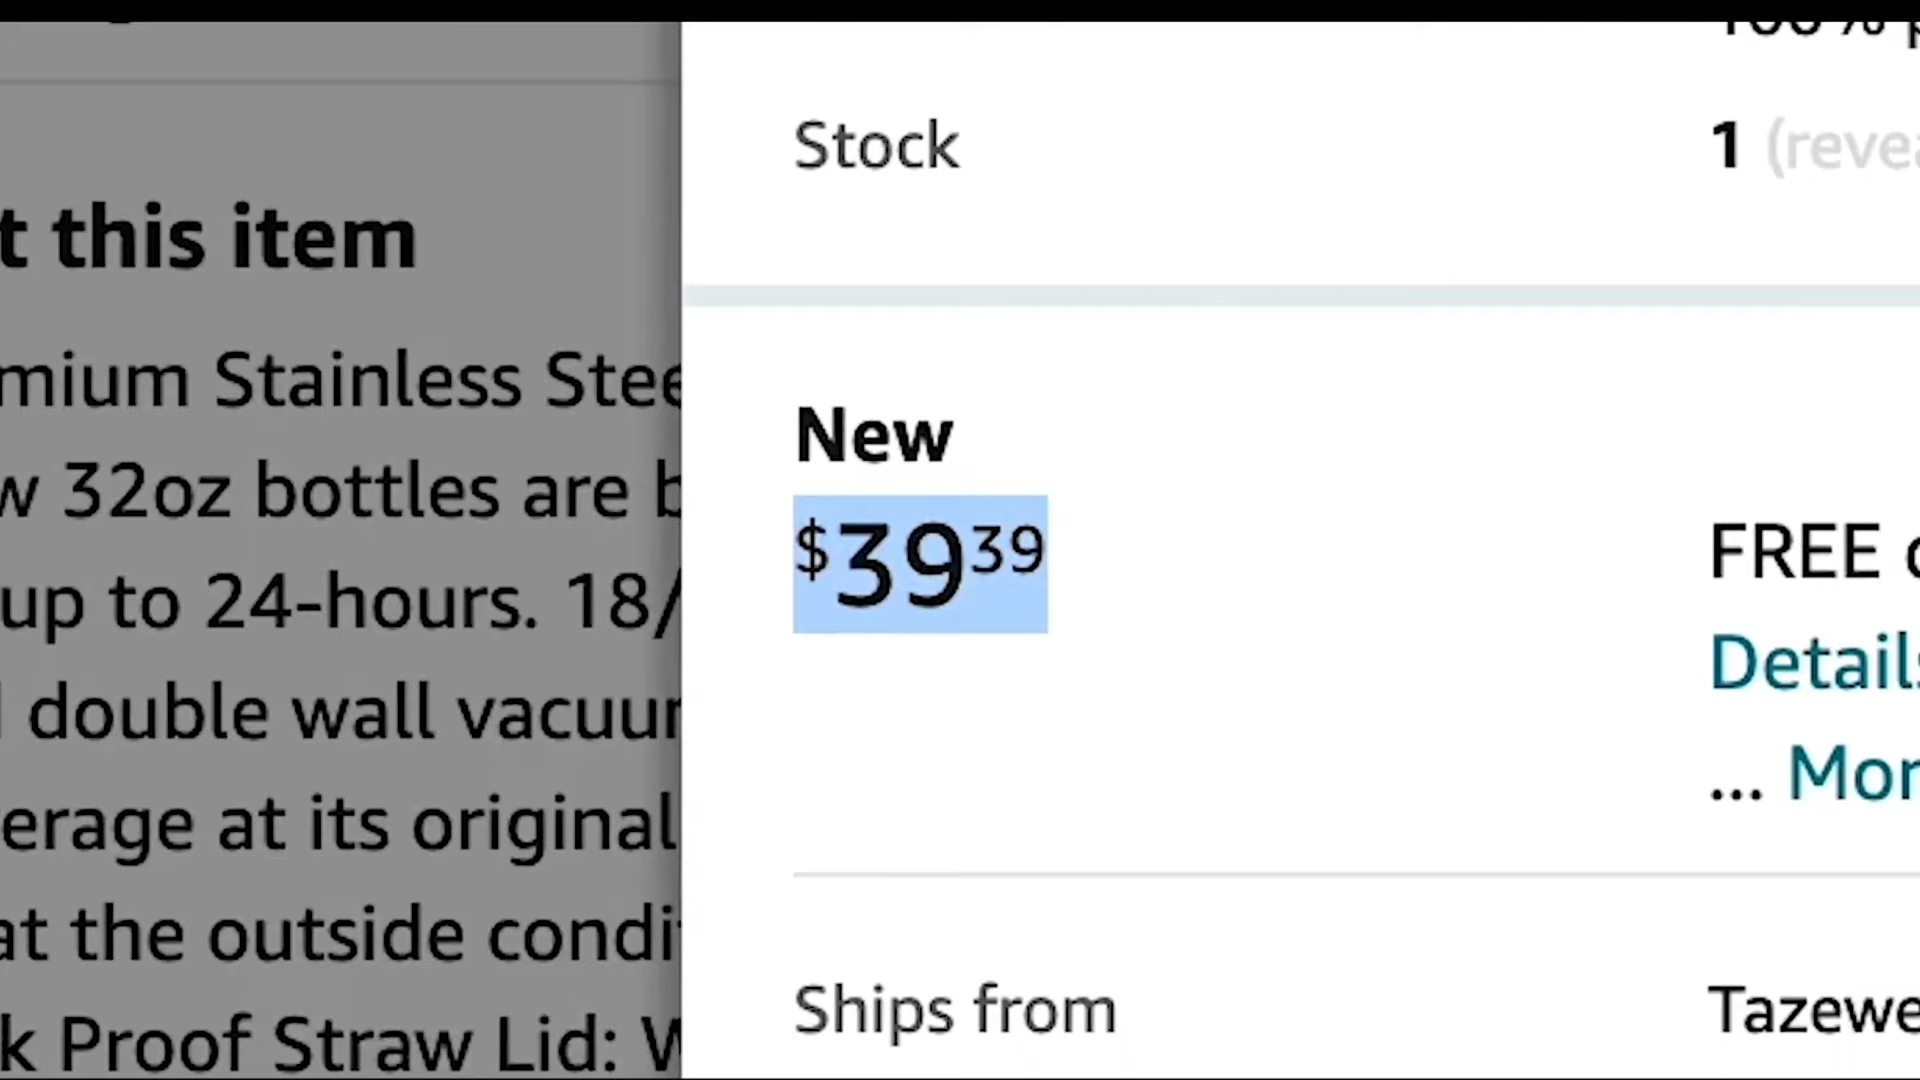 t this item
mium Stainless Stee
w 32oz bottles are b
up to 24-hours. 18/
double wall vacuu
erage at its original
at the outside condi
k Proof Straw Lid: W
100% p
Stock 1 (revea
New
$39 39
FREE
Details
... Mor
Ships from Tazewe